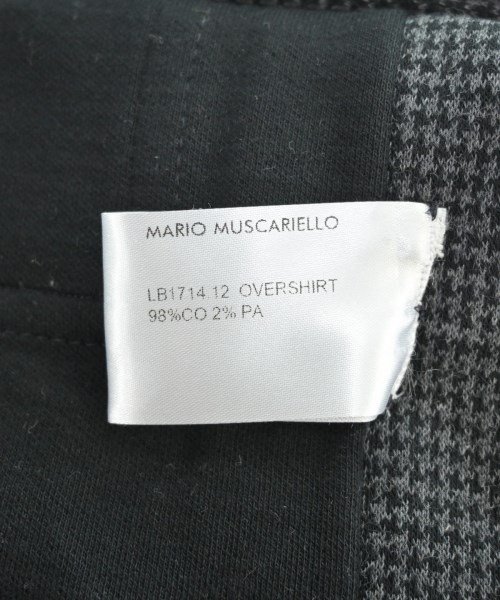 MARIO MUSCARIELLO
LB1714.12 OVERSHIRT
98%CO 2% PA